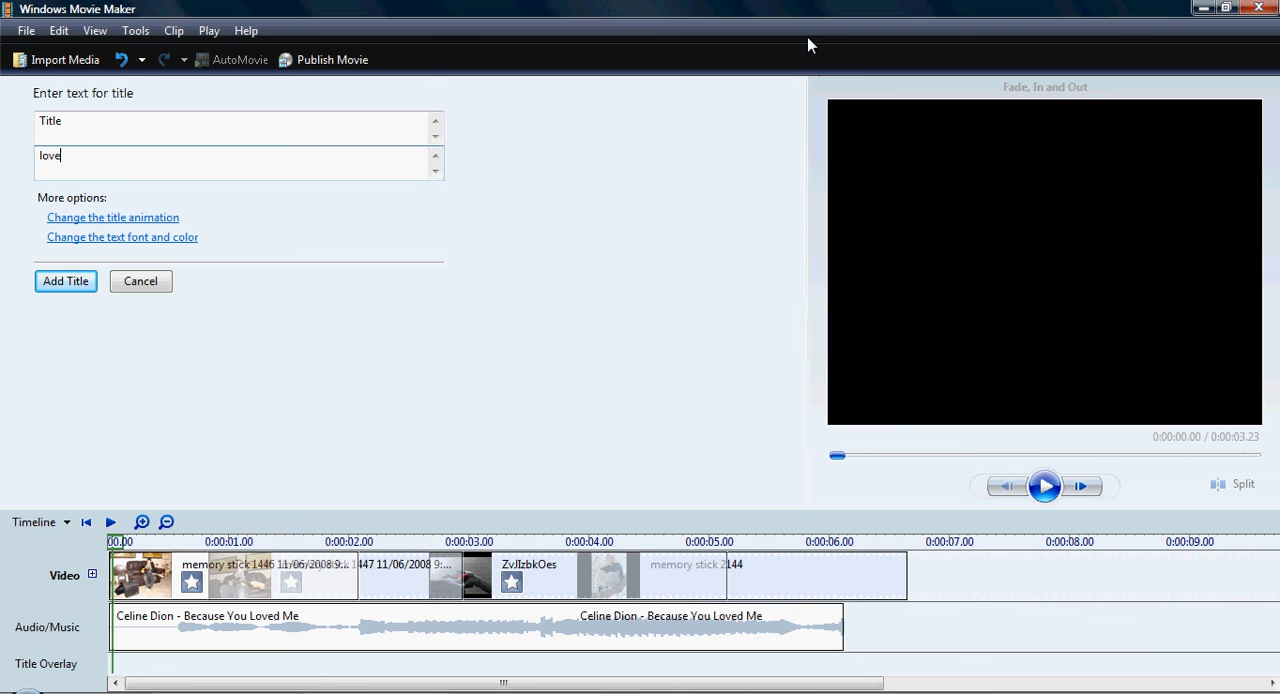 Windows Movie Maker
File Edit View Tools Clip Play Help
Import Media AutoMovie Publish Movie
Enter text for title
Fade, In and Out
Title
love
More options:
Change the title animation
Change the text font and color
Add Title Cancel
0:00:00.00 / 0:00:03.23
Split
Timeline
00.00 0:00:01.00 0:00:02.00 0:00:03.00 0:00:04.00 0:00:05.00 0:00:06.00 0:00:07.00 0:00:08.00 0:00:09.00
Video memory stick 1446 11/06/2008 9:.. 1447 11/06/2008 9:... ZvJIzbkOes memory stick 2144
Audio/Music Celine Dion - Because You Loved Me Celine Dion - Because You Loved Me
Title Overlay